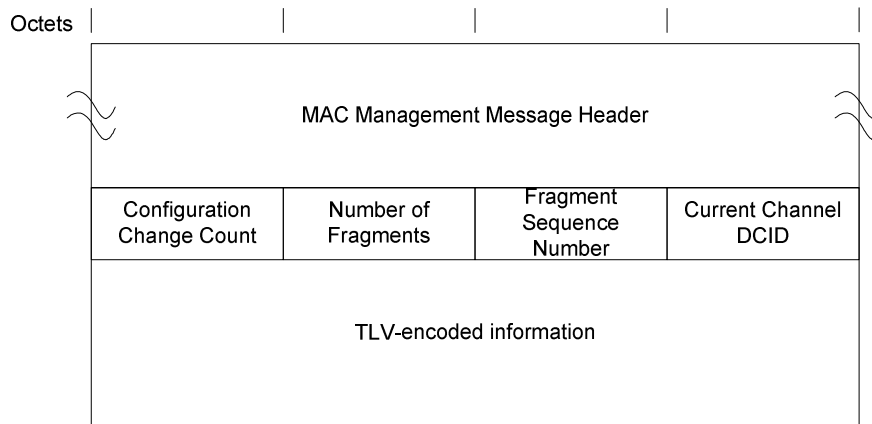 Octets
MAC Management Message Header
Configuration
Change Count
Number of
Fragments
Fragment
Sequence
Number
Current Channel
DCID
TLV-encoded information